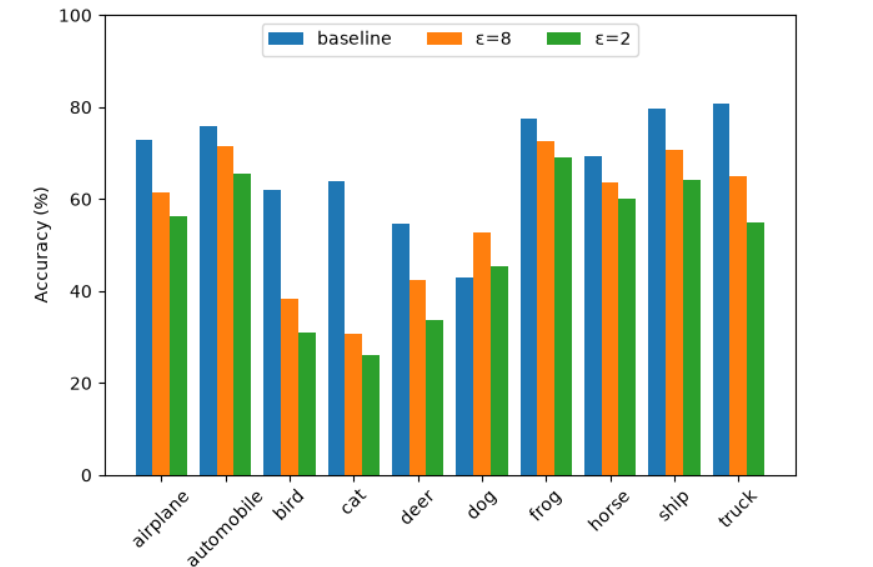 100
80
60
40
20
0
Accuracy (%)
baseline ε=8 ε=2
airplane automobile bird cat deer dog frog horse ship truck